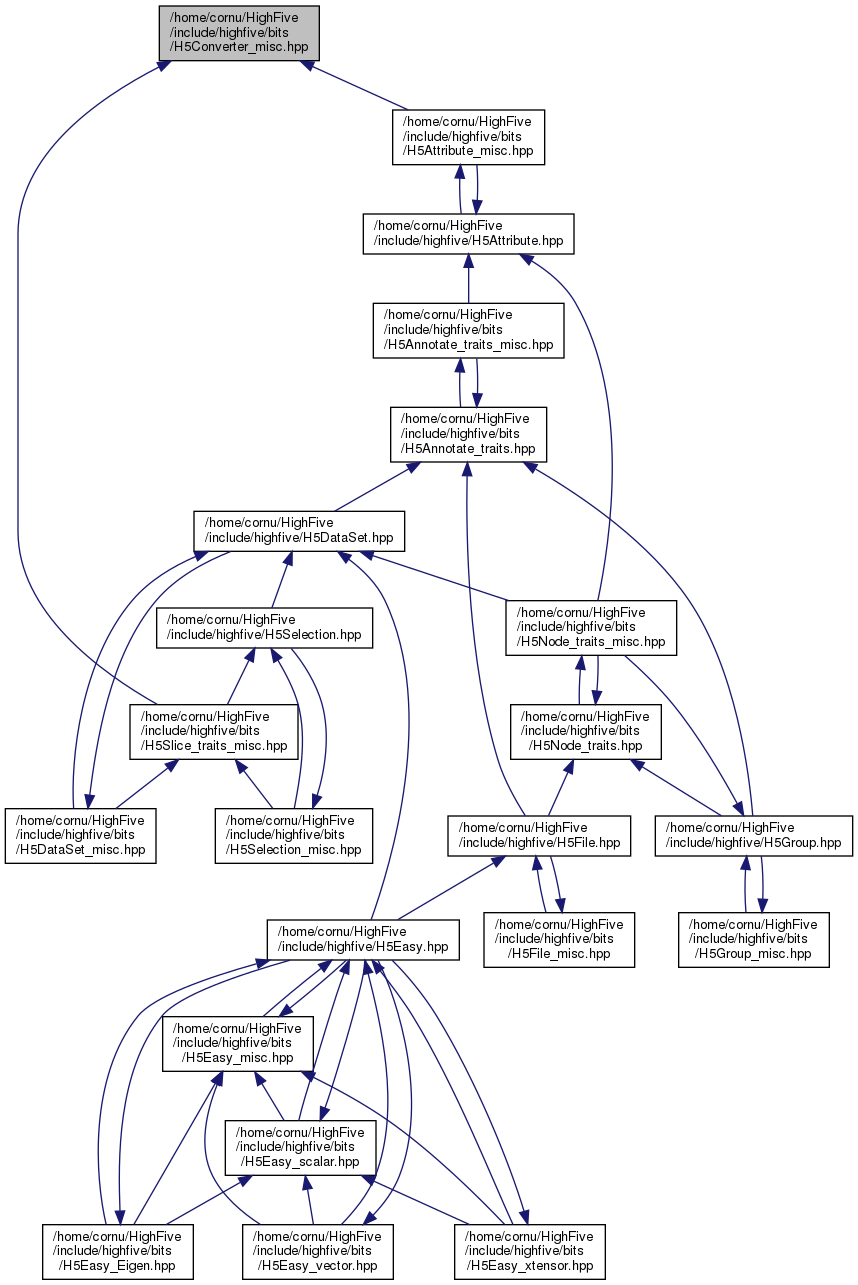 /home/cornu/HighFive
/include/highfive/bits
/H5Converter_misc.hpp
/home/cornu/HighFive
/include/highfive/bits
/H5Attribute_misc.hpp
/home/cornu/HighFive
/include/highfive/H5Attribute.hpp
/home/cornu/HighFive
/include/highfive/bits
/H5Annotate_traits_misc.hpp
/home/cornu/HighFive
/include/highfive/bits
/H5Annotate_traits.hpp
/home/cornu/HighFive
/include/highfive/H5DataSet.hpp
/home/cornu/HighFive
/include/highfive/H5Selection.hpp
/home/cornu/HighFive
/include/highfive/bits
/H5Node_traits_misc.hpp
/home/cornu/HighFive
/include/highfive/bits
/H5Slice_traits_misc.hpp
/home/cornu/HighFive
/include/highfive/bits
/H5Node_traits.hpp
/home/cornu/HighFive
/include/highfive/bits
/H5DataSet_misc.hpp
/home/cornu/HighFive
/include/highfive/bits
/H5Selection_misc.hpp
/home/cornu/HighFive
/include/highfive/H5File.hpp
/home/cornu/HighFive
/include/highfive/H5Group.hpp
/home/cornu/HighFive
/include/highfive/H5Easy.hpp
/home/cornu/HighFive
/include/highfive/bits
/H5File_misc.hpp
/home/cornu/HighFive
/include/highfive/bits
/H5Group_misc.hpp
/home/cornu/HighFive
/include/highfive/bits
/H5Easy_misc.hpp
/home/cornu/HighFive
/include/highfive/bits
/H5Easy_scalar.hpp
/home/cornu/HighFive
/include/highfive/bits
/H5Easy_Eigen.hpp
/home/cornu/HighFive
/include/highfive/bits
/H5Easy_vector.hpp
/home/cornu/HighFive
/include/highfive/bits
/H5Easy_xtensor.hpp